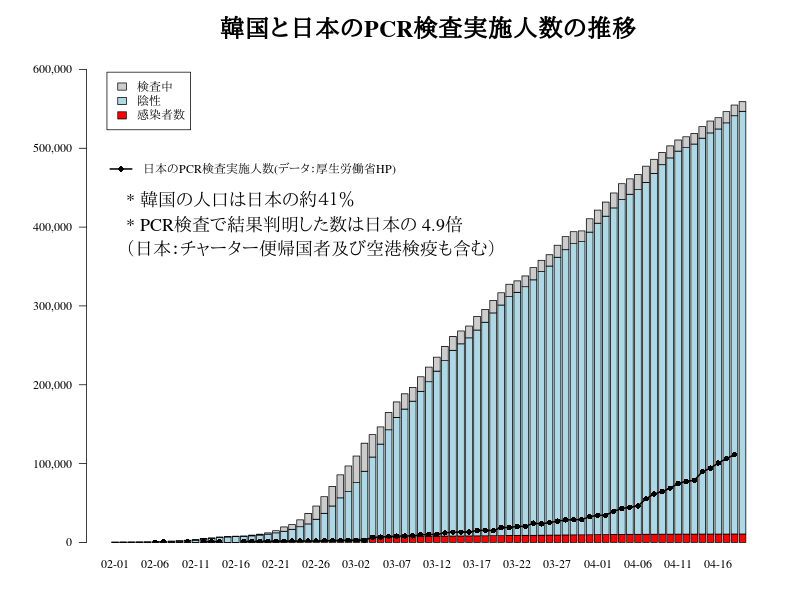 韓国と日本のPCR検査実施人数の推移
600,000
500,000
400,000
300,000
200,000
100,000
0
検査中
陰性
感染者数
日本のPCR検査実施人数(データ：厚生労働省HP)
* 韓国の人口は日本の約41%
* PCR検査で結果判明した数は日本の 4.9倍
（日本：チャーター便帰国者及び空港検疫も含む）
02-01 02-06 02-11 02-16 02-21 02-26 03-02 03-07 03-12 03-17 03-22 03-27 04-01 04-06 04-11 04-16